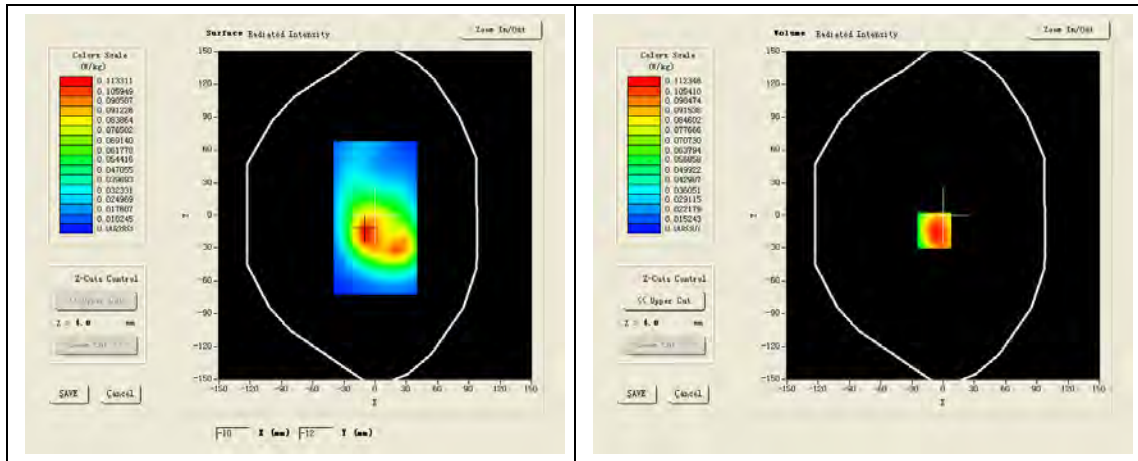 Surface Radiated Intensity
Zoom In/Out
Colors Scale
(W/kg)
0.113311
0.105949
0.098587
0.091226
0.083864
0.076502
0.069140
0.061778
0.054416
0.047055
0.039693
0.032331
0.024969
0.017607
0.010245
150
120
90
60
30
0
-30
-60
-90
-120
-150
Y
Z-Cuts Control
<< Upper Cut
Z = 4.0 mm
Lower Cut >>
-150 -120 -90 -60 -30 0 30 60 90 120 150
X
SAVE Cancel
-10 X (mm) -12 Y (mm)
Volume Radiated Intensity
Zoom In/Out
Colors Scale
(W/kg)
0.112346
0.105410
0.098474
0.091538
0.084602
0.077666
0.070730
0.063794
0.056858
0.049922
0.042987
0.036051
0.029115
0.022179
0.015243
150
120
90
60
30
0
-30
-60
-90
-120
-150
Y
Z-Cuts Control
<< Upper Cut
Z = 4.0 mm
Lower Cut >>
-150 -120 -90 -60 -30 0 30 60 90 120 150
X
SAVE Cancel